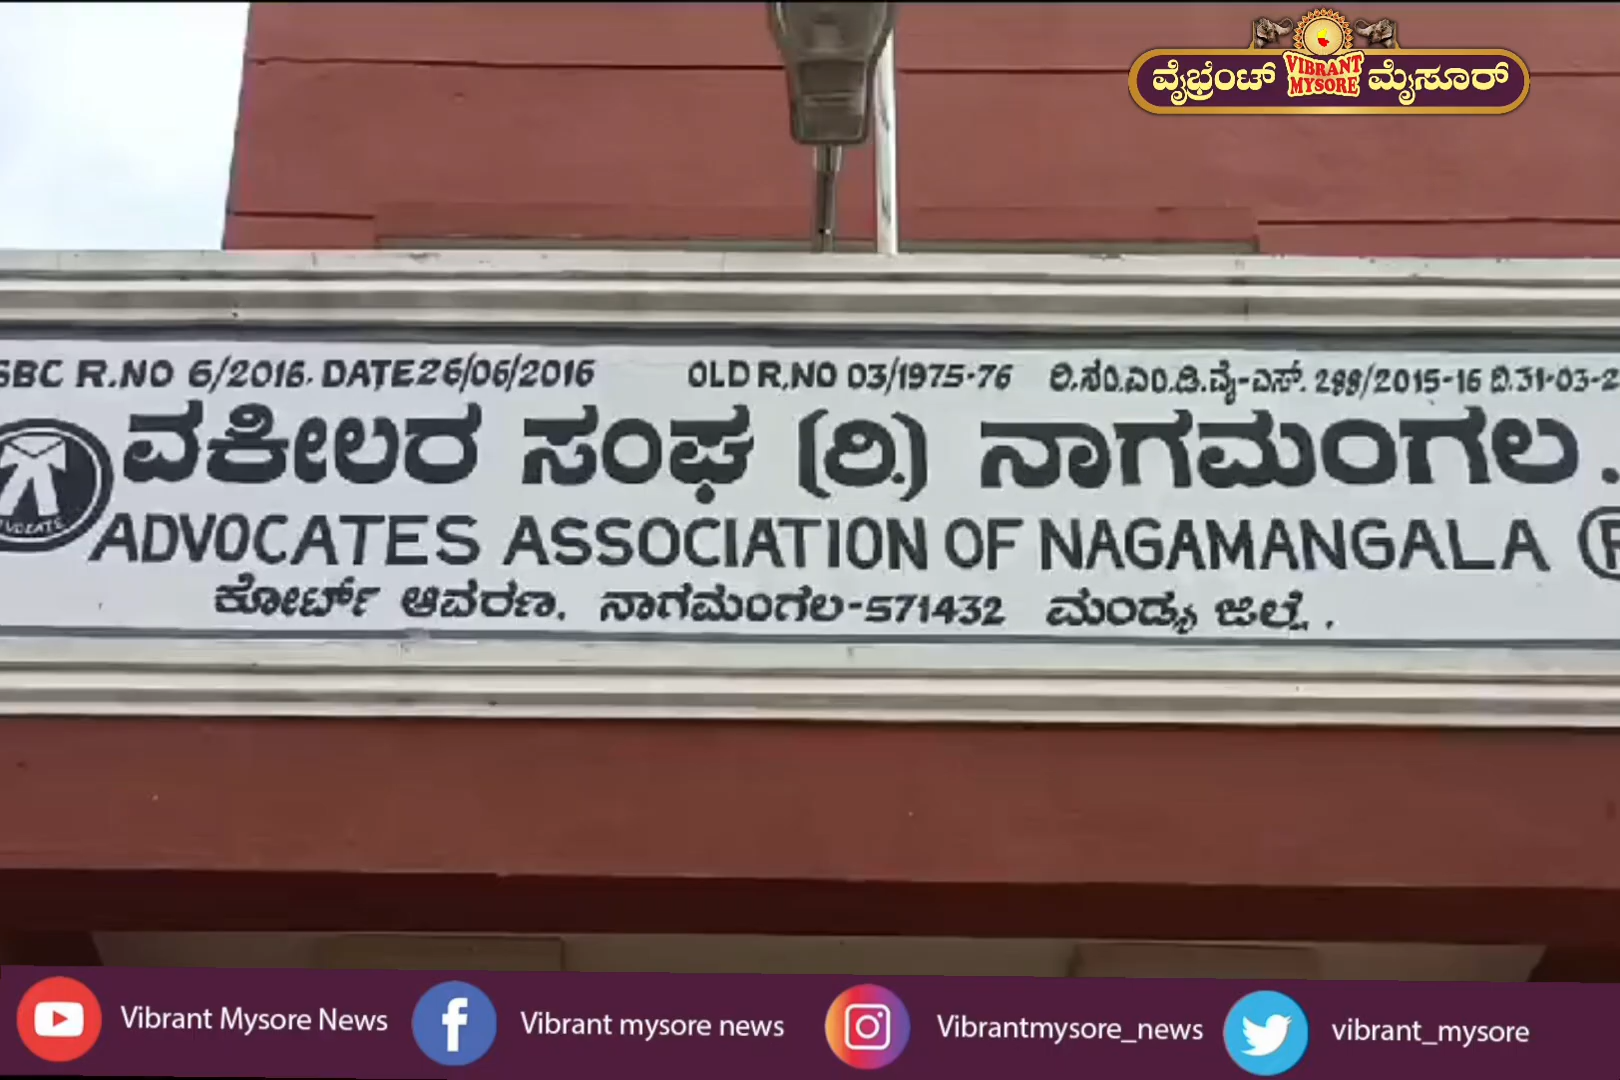 ವೈಬ್ರೆಂಟ್ VIBRANT MYSORE ಮೈಸೂರ್
SBC R.NO 6/2016. DATE 26/06/2016 OLD R.NO 03/1975-76 ರಿ.ಸಂ.ಎಂ.ಡಿ.ವೈ-ಎಸ್. 288/2015-16 ದಿ.31-03-2
ವಕೀಲರ ಸಂಘ (ರಿ.) ನಾಗಮಂಗಲ.
ADVOCATES ASSOCIATION OF NAGAMANGALA (R
ಕೋರ್ಟ್ ಆವರಣ. ನಾಗಮಂಗಲ-571432 ಮಂಡ್ಯ ಜಿಲ್ಲೆ.
Vibrant Mysore News Vibrant mysore news Vibrantmysore_news vibrant_mysore